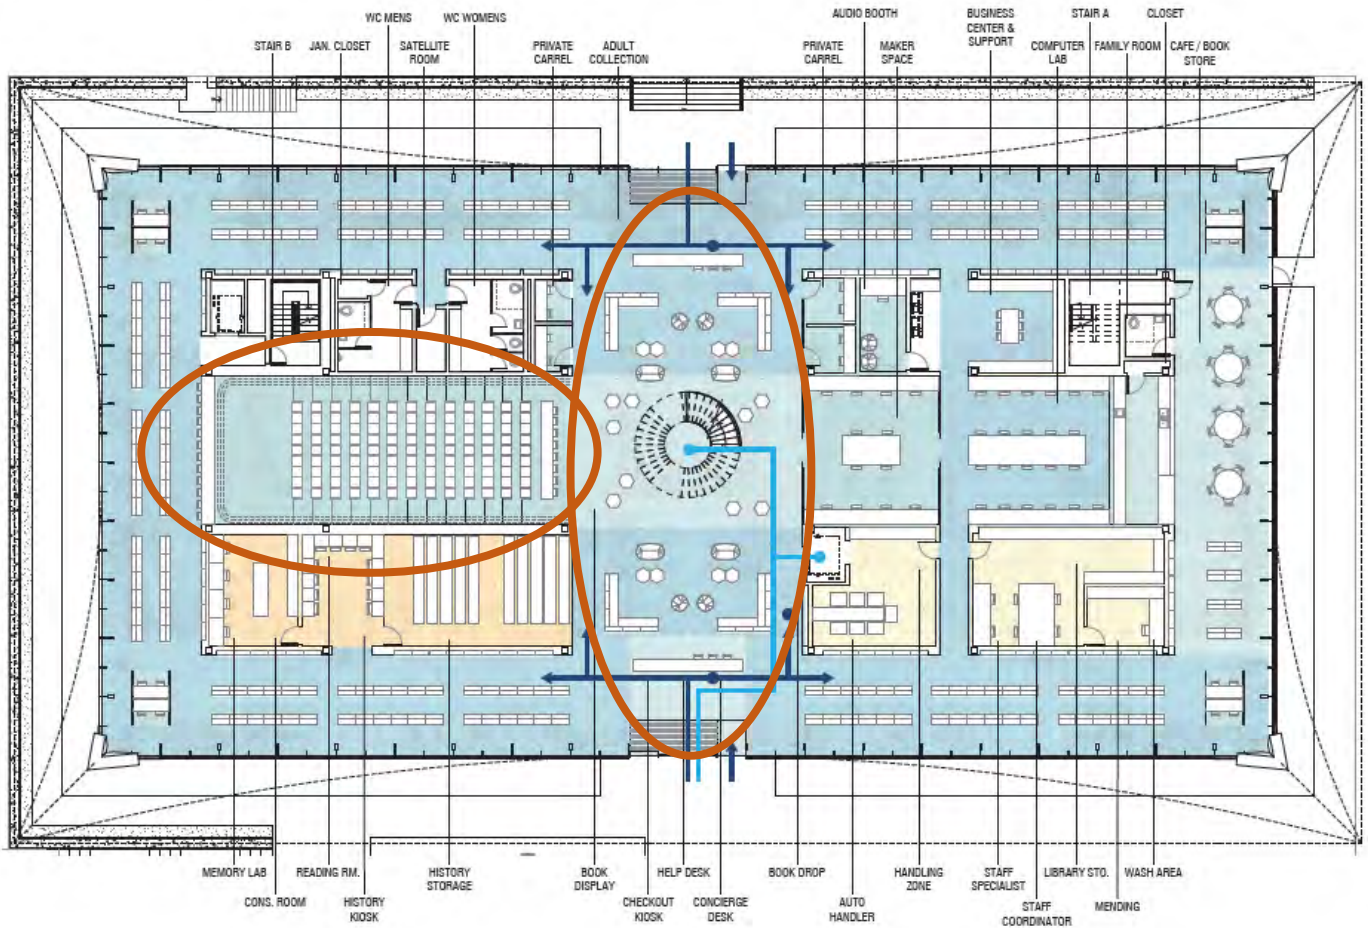 WC MENS
WC WOMENS
STAIR B
JAN. CLOSET
SATELLITE
ROOM
PRIVATE
CARREL
ADULT
COLLECTION
AUDIO BOOTH
PRIVATE
CARREL
MAKER
SPACE
BUSINESS
CENTER &
SUPPORT
STAIR A
CLOSET
COMPUTER
LAB
FAMILY ROOM
CAFE / BOOK
STORE
MEMORY LAB
CONS. ROOM
READING RM.
HISTORY
KIOSK
HISTORY
STORAGE
BOOK
DISPLAY
CHECKOUT
KIOSK
HELP DESK
CONCIERGE
DESK
BOOK DROP
AUTO
HANDLER
HANDLING
ZONE
STAFF
SPECIALIST
STAFF
COORDINATOR
LIBRARY STO.
MENDING
WASH AREA